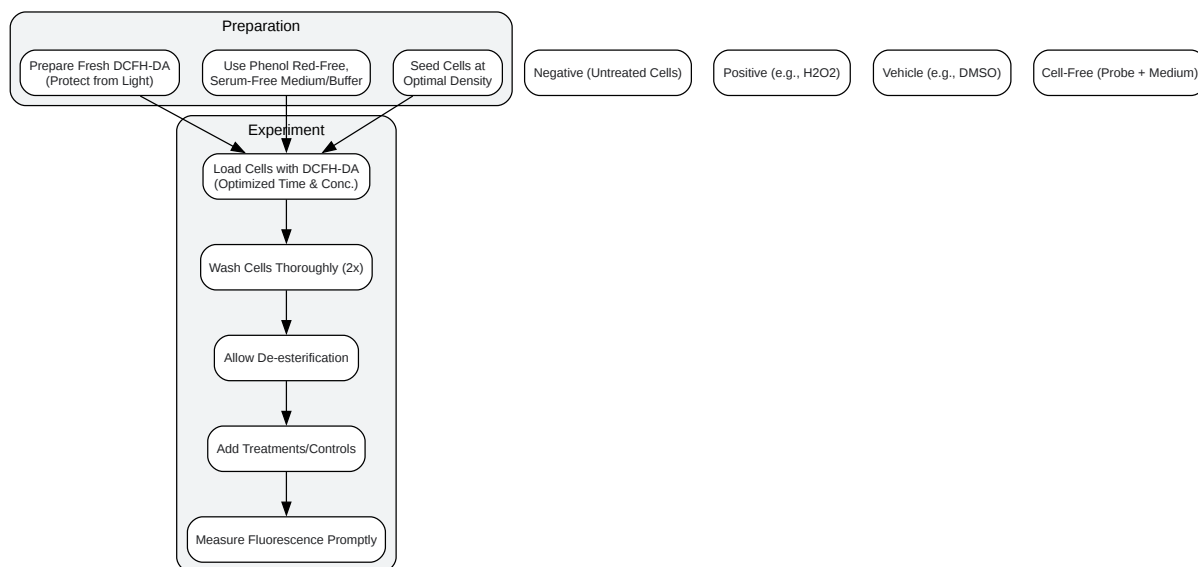 Preparation
Prepare Fresh DCFH-DA
(Protect from Light)
Use Phenol Red-Free,
Serum-Free Medium/Buffer
Seed Cells at
Optimal Density
Negative (Untreated Cells)
Positive (e.g., H2O2)
Vehicle (e.g., DMSO)
Cell-Free (Probe + Medium)
Experiment
Load Cells with DCFH-DA
(Optimized Time & Conc.)
Wash Cells Thoroughly (2x)
Allow De-esterification
Add Treatments/Controls
Measure Fluorescence Promptly